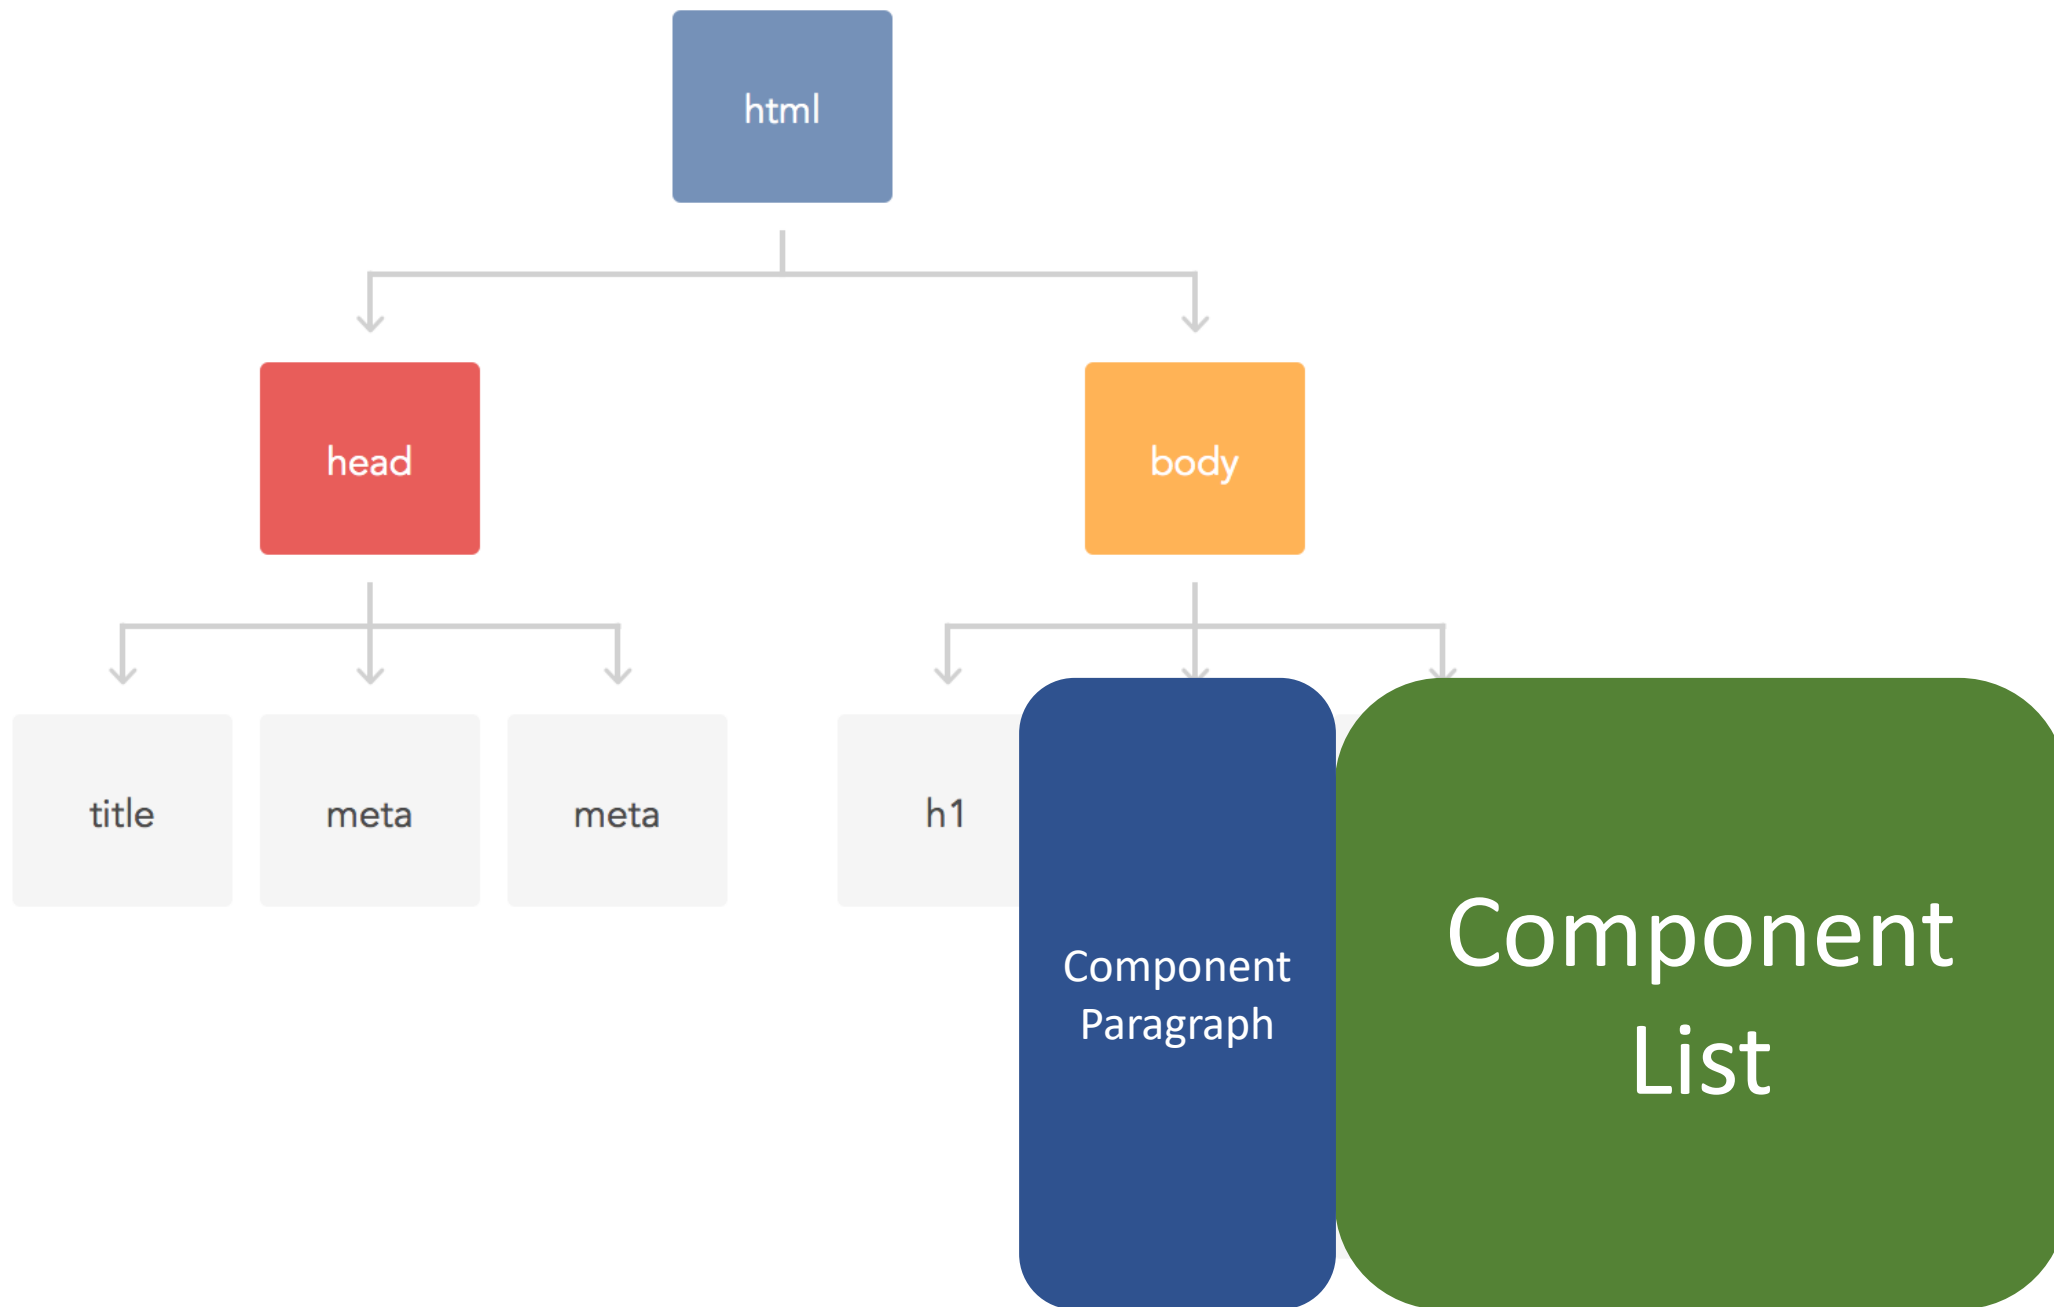 html
head
body
title
meta
meta
h1
Component
Paragraph
Component
List